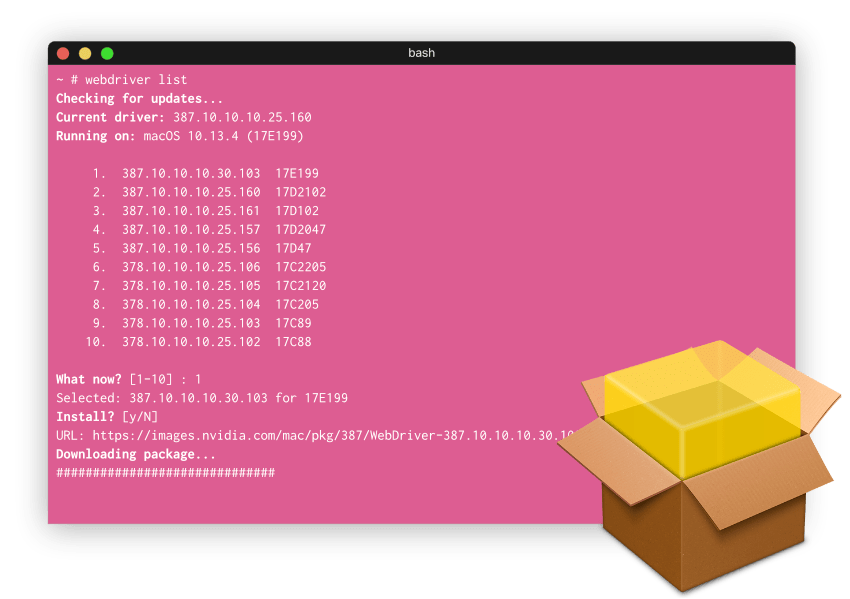 bash
~ # webdriver list
Checking for updates...
Current driver: 387.10.10.10.25.160
Running on: macOS 10.13.4 (17E199)
1. 387.10.10.10.30.103 17E199
2. 387.10.10.10.25.160 17D2102
3. 387.10.10.10.25.161 17D102
4. 387.10.10.10.25.157 17D2047
5. 387.10.10.10.25.156 17D47
6. 378.10.10.10.25.106 17C2205
7. 378.10.10.10.25.105 17C2120
8. 378.10.10.10.25.104 17C205
9. 378.10.10.10.25.103 17C89
10. 378.10.10.10.25.102 17C88
What now? [1-10] : 1
Selected: 387.10.10.10.30.103 for 17E199
Install? [y/N]
URL: https://images.nvidia.com/mac/pkg/387/WebDriver-387.10.10.10.30.10
Downloading package...
##############################